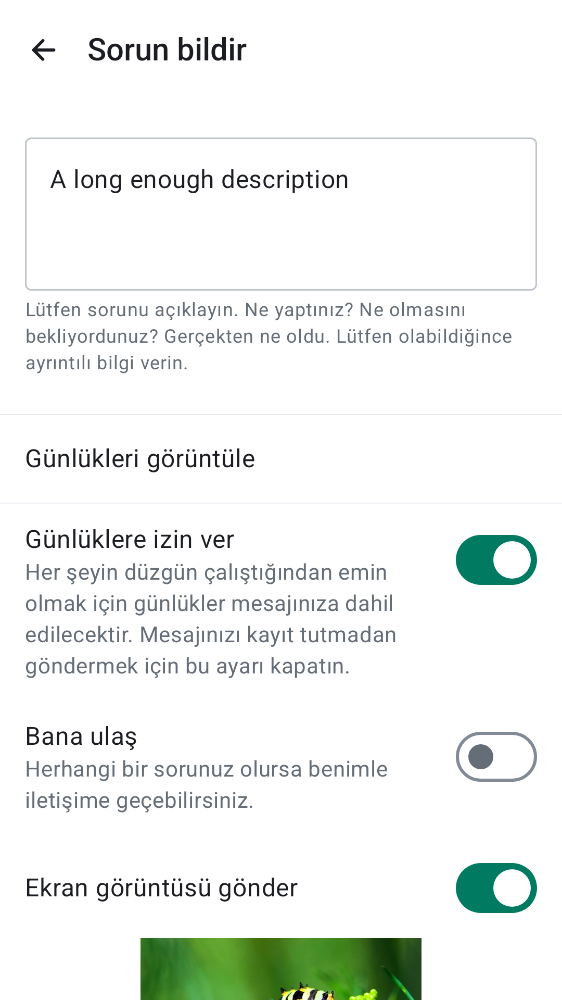 Sorun bildir
A long enough description
Lütfen sorunu açıklayın. Ne yaptınız? Ne olmasını
bekliyordunuz? Gerçekten ne oldu. Lütfen olabildiğince
ayrıntılı bilgi verin.
Günlükleri görüntüle
Günlüklere izin ver
Her şeyin düzgün çalıştığından emin
olmak için günlükler mesajınıza dahil
edilecektir. Mesajınızı kayıt tutmadan
göndermek için bu ayarı kapatın.
Bana ulaş
Herhangi bir sorunuz olursa benimle
iletişime geçebilirsiniz.
Ekran görüntüsü gönder